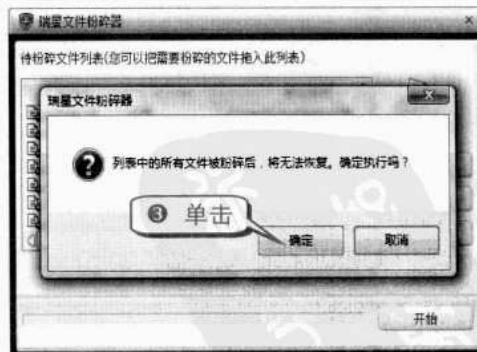 瑞星文件粉碎器
待粉碎文件列表(您可以把需要粉碎的文件拖入此列表)
瑞星文件粉碎器
列表中的所有文件被粉碎后，将无法恢复。确定执行吗？
❸ 单击
确定
取消
开始